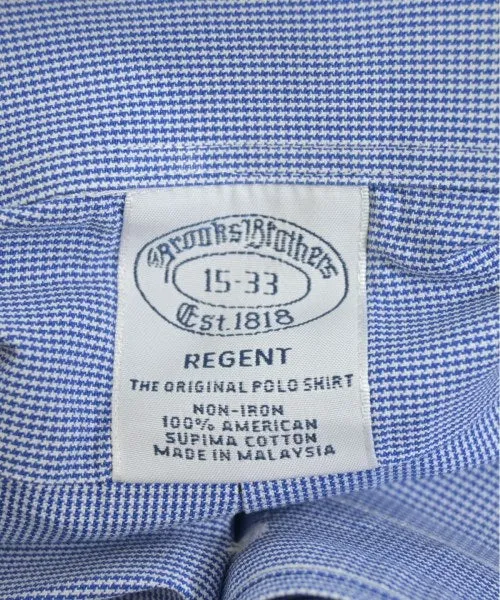 Brooks Brothers
15-33
Est. 1818
REGENT
THE ORIGINAL POLO SHIRT
NON-IRON
100% AMERICAN
SUPIMA COTTON
MADE IN MALAYSIA